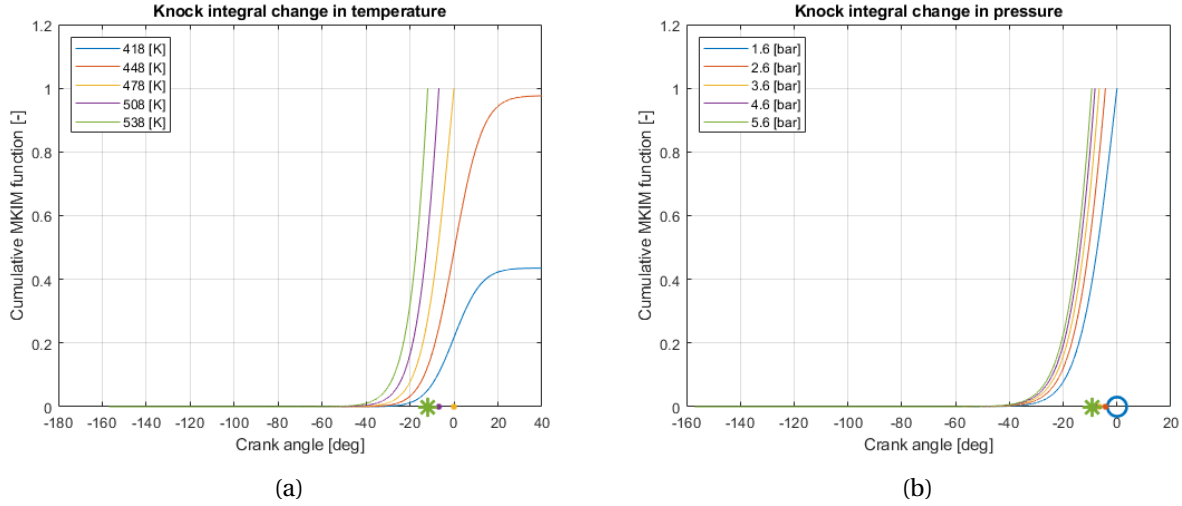 Knock integral change in temperature
1.2
1
0.8
0.6
0.4
0.2
0
Cumulative MKIM function [-]
418 [K]
448 [K]
478 [K]
508 [K]
538 [K]
-180 -160 -140 -120 -100 -80 -60 -40 -20 0 20 40
Crank angle [deg]
(a)
Knock integral change in pressure
1.2
1
0.8
0.6
0.4
0.2
0
Cumulative MKIM function [-]
1.6 [bar]
2.6 [bar]
3.6 [bar]
4.6 [bar]
5.6 [bar]
-160 -140 -120 -100 -80 -60 -40 -20 0 20
Crank angle [deg]
(b)